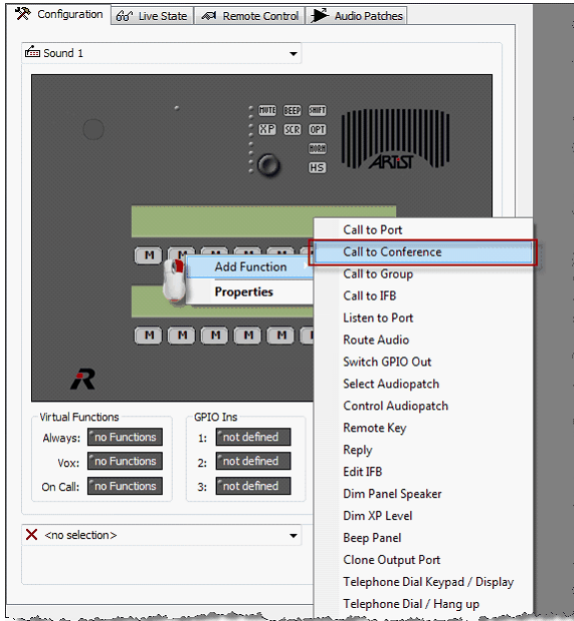 Configuration Live State Remote Control Audio Patches
Sound 1
MUTE BEEP SHIFT
XP SCR OPT
HS
ARTIST
Call to Port
M M
Call to Conference
Add Function
Call to Group
Properties
Call to IFB
Listen to Port
M M M M M
Route Audio
Switch GPIO Out
Select Audiopatch
R
Control Audiopatch
Virtual Functions GPIO Ins
Remote Key
Always: no Functions 1: not defined
Reply
Vox: no Functions 2: not defined
Edit IFB
On Call: no Functions 3: not defined
Dim Panel Speaker
Dim XP Level
<no selection>
Beep Panel
Clone Output Port
Telephone Dial Keypad / Display
Telephone Dial / Hang up